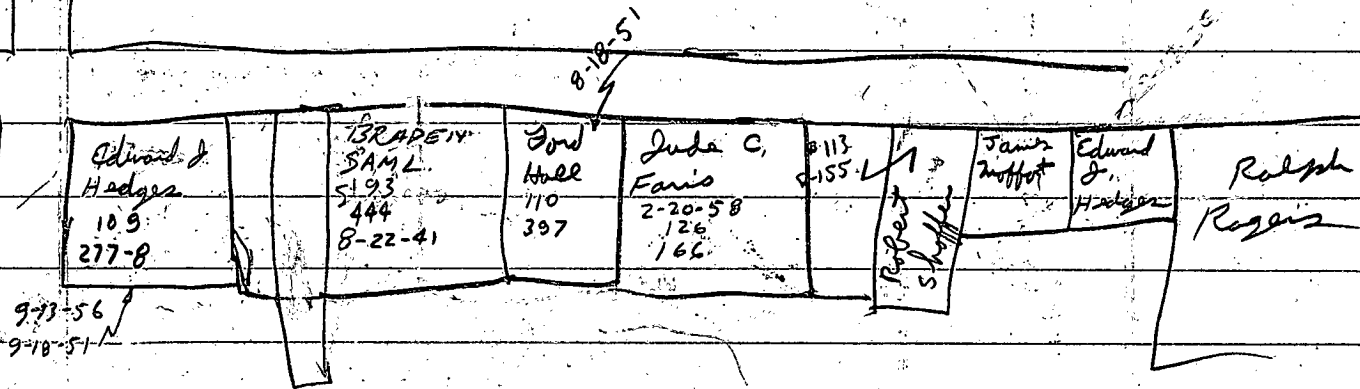 8-18-51
Edward J.
Hedges
109
277-8
9-13-56
9-18-51
BRADEN
SAML.
193
444
8-22-41
Ford
Hall
110
397
Jude C,
Faris
2-20-58
126
166
113
155
Robert
Shoffer
James
Moffot
Edward
J,
Hedges
Ralph
Rogers